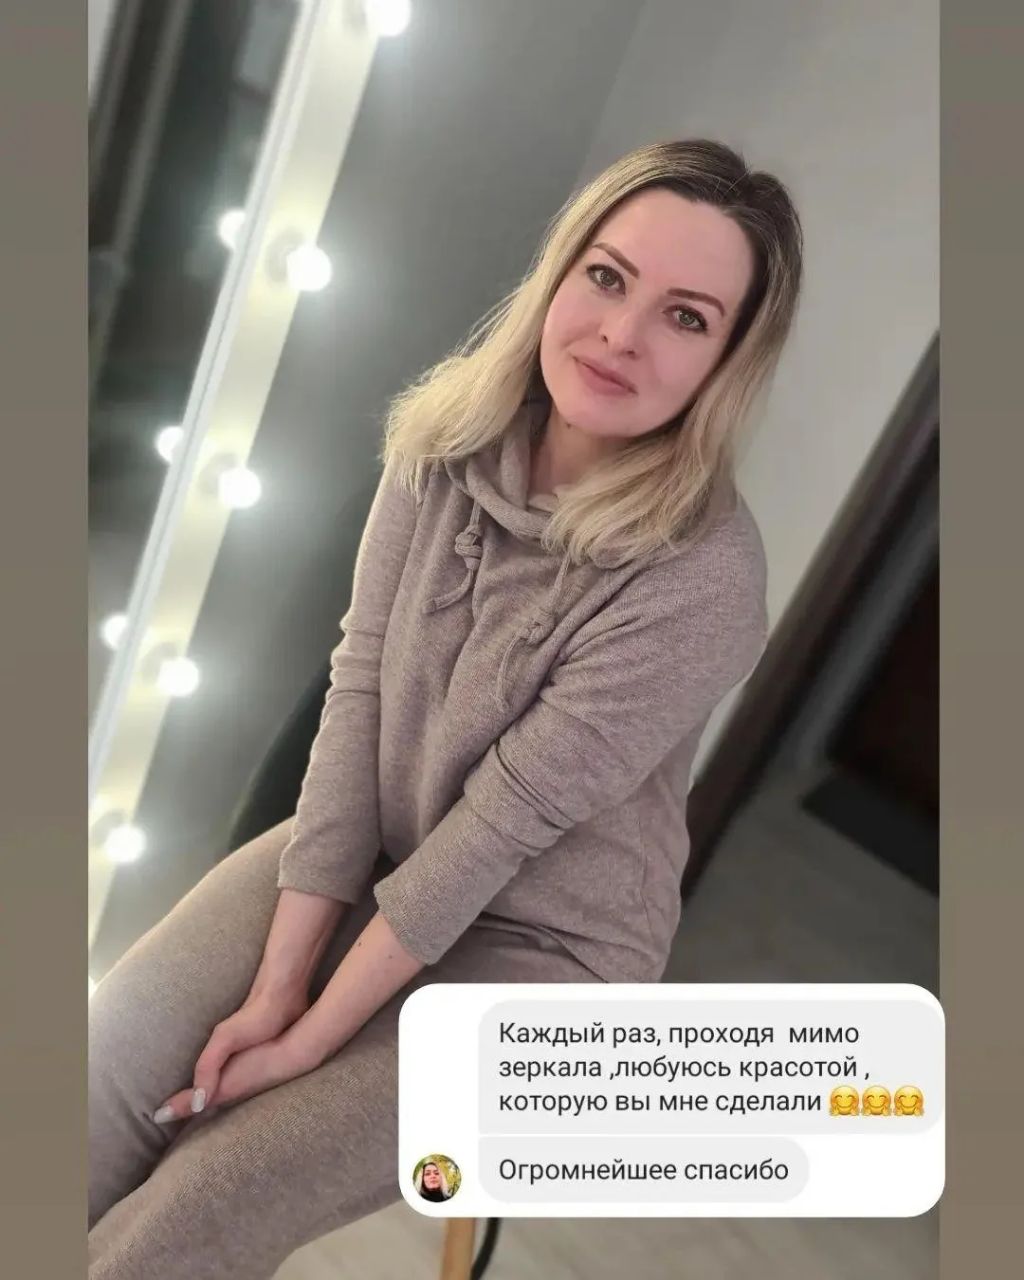 Каждый раз, проходя  мимо
зеркала ,любуюсь красотой ,
которую вы мне сделали 🤗🤗🤗
Огромнейшее спасибо